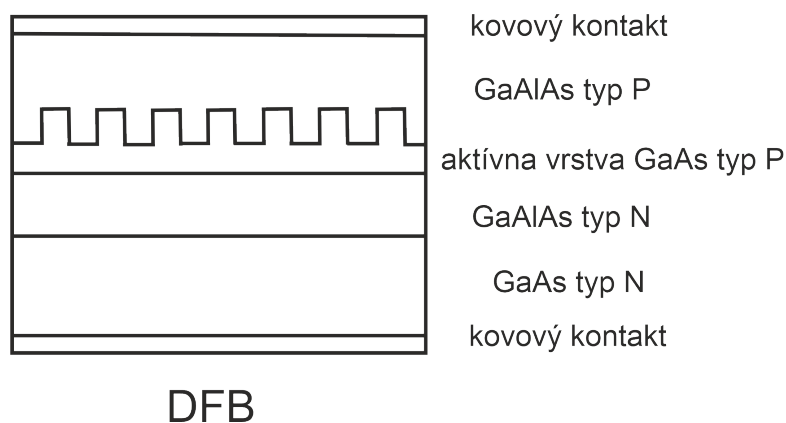 kovový kontakt
GaAlAs typ P
aktívna vrstva GaAs typ P
GaAlAs typ N
GaAs typ N
kovový kontakt
DFB